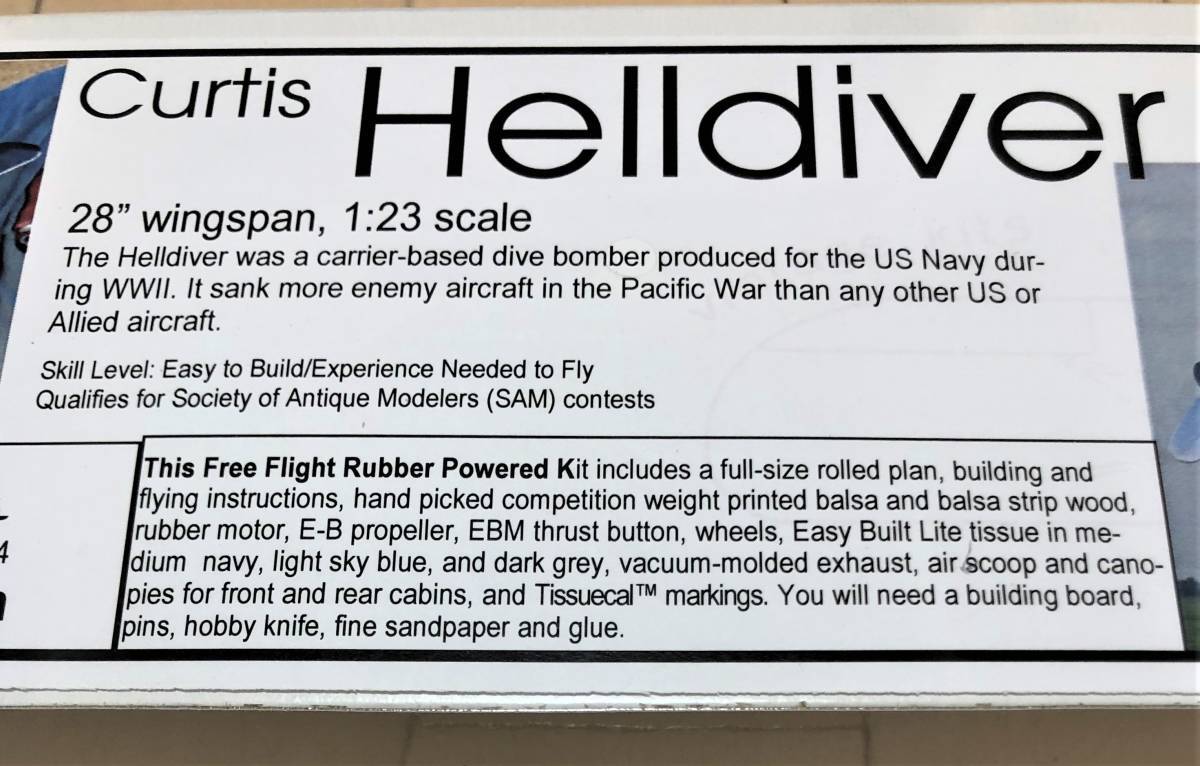 Curtis Helldiver
28” wingspan, 1:23 scale
The Helldiver was a carrier-based dive bomber produced for the US Navy dur-
ing WWII. It sank more enemy aircraft in the Pacific War than any other US or
Allied aircraft.
Skill Level: Easy to Build/Experience Needed to Fly
Qualifies for Society of Antique Modelers (SAM) contests
This Free Flight Rubber Powered Kit includes a full-size rolled plan, building and
flying instructions, hand picked competition weight printed balsa and balsa strip wood,
rubber motor, E-B propeller, EBM thrust button, wheels, Easy Built Lite tissue in me-
dium navy, light sky blue, and dark grey, vacuum-molded exhaust, air scoop and cano-
pies for front and rear cabins, and Tissuecal™ markings. You will need a building board,
pins, hobby knife, fine sandpaper and glue.